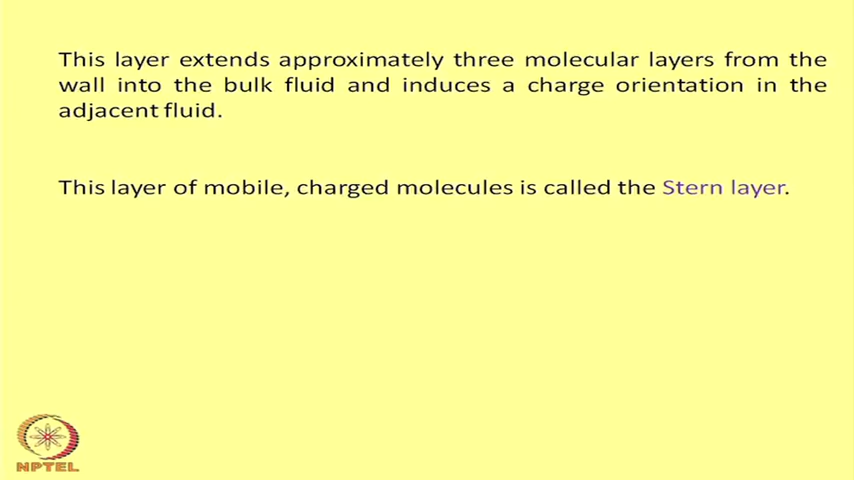 This layer extends approximately three molecular layers from the
wall into the bulk fluid and induces a charge orientation in the
adjacent fluid.
This layer of mobile, charged molecules is called the Stern layer.
NPTEL